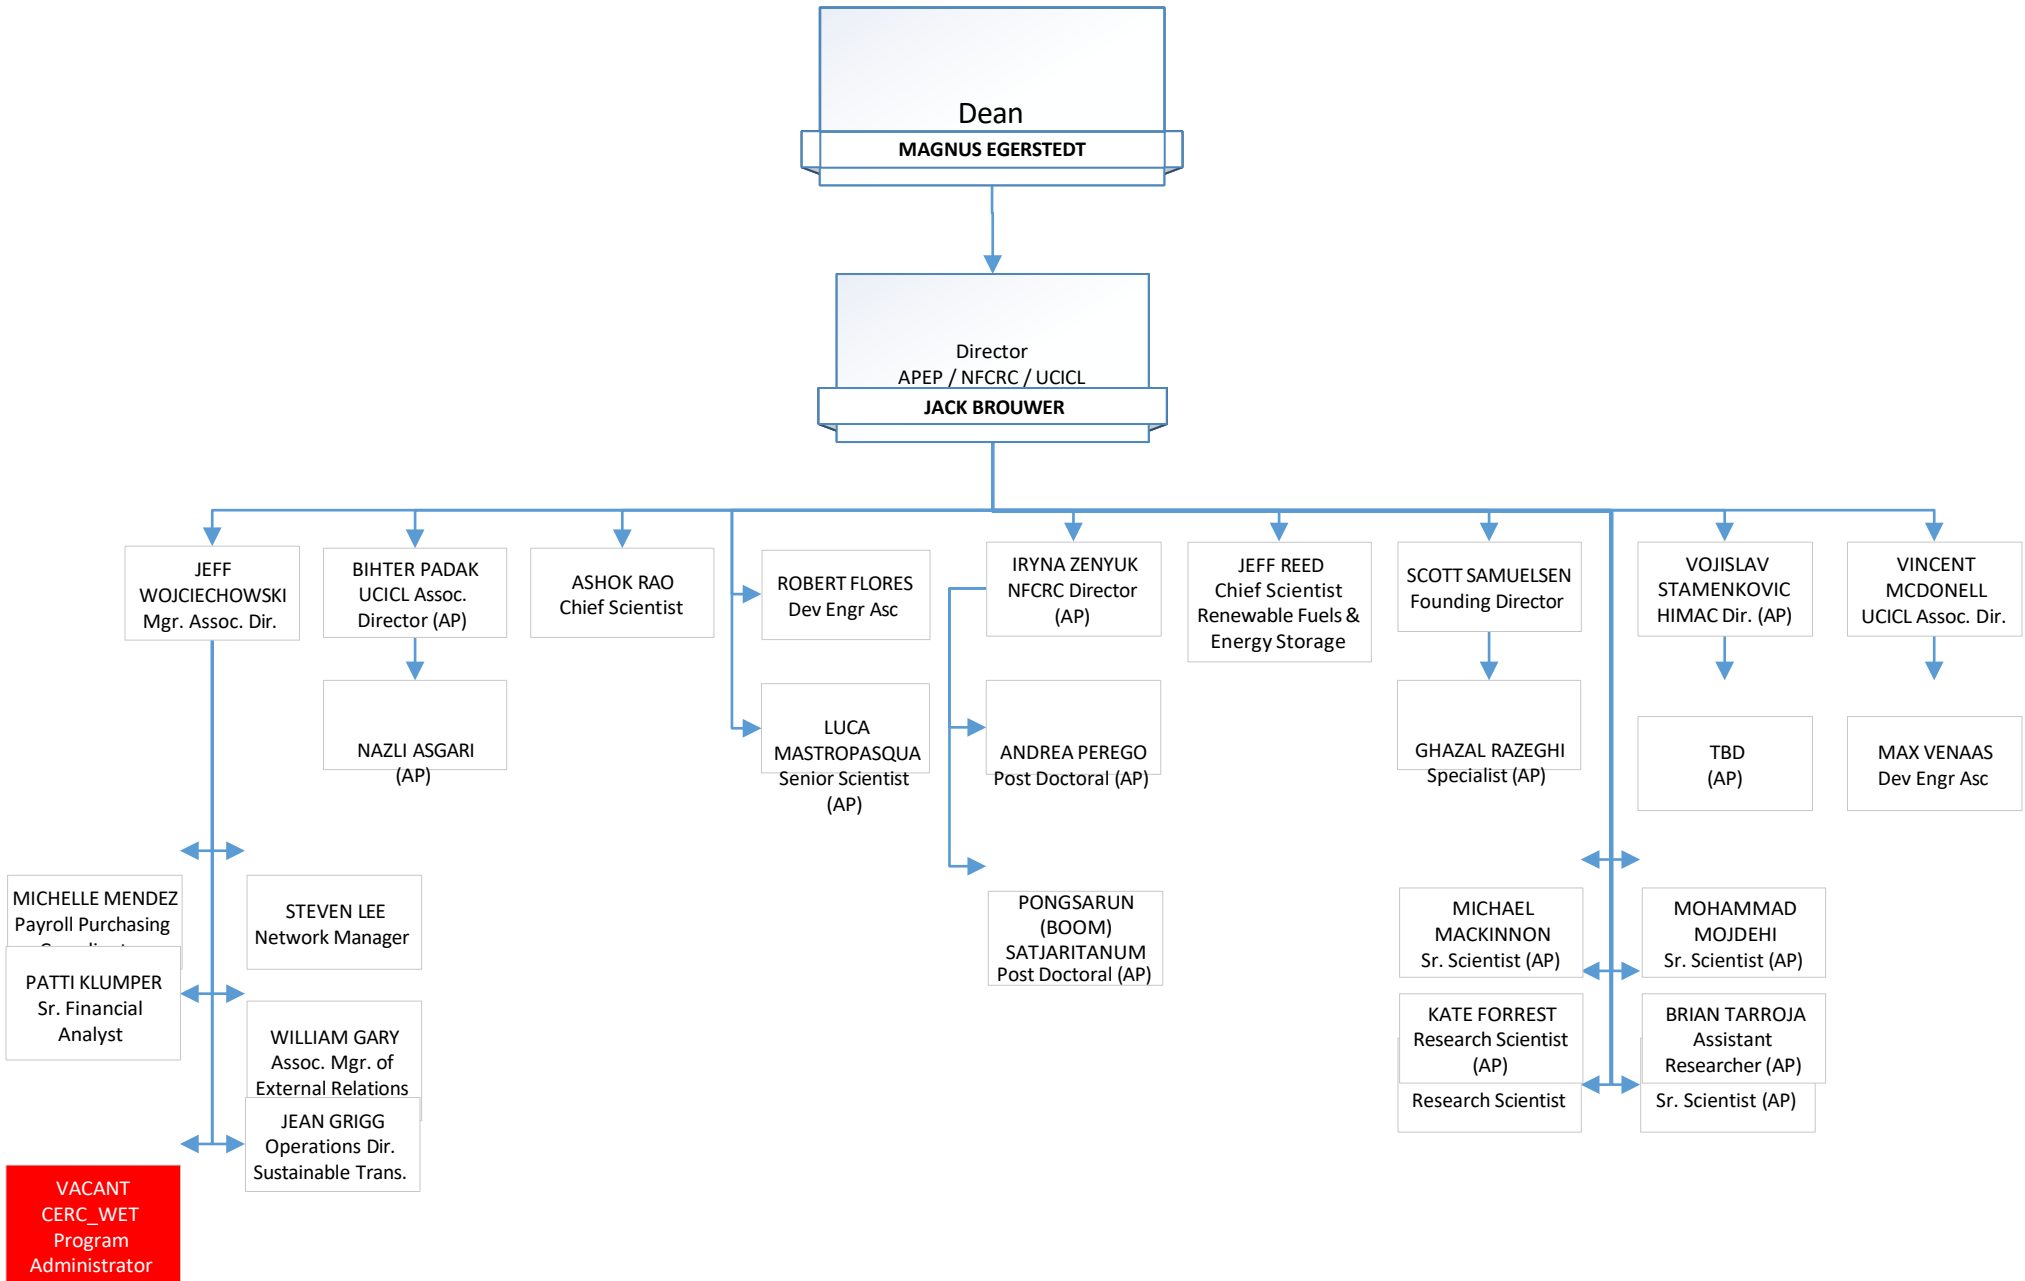 Dean
MAGNUS EGERSTEDT
Director
APEP / NFCRC / UCICL
JACK BROUWER
JEFF
WOJCIECHOWSKI
Mgr. Assoc. Dir.
BIHTER PADAK
UCICL Assoc.
Director (AP)
ASHOK RAO
Chief Scientist
ROBERT FLORES
Dev Engr Asc
IRYNA ZENYUK
NFCRC Director
(AP)
JEFF REED
Chief Scientist
Renewable Fuels &
Energy Storage
SCOTT SAMUELSEN
Founding Director
VOJISLAV
STAMENKOVIC
HIMAC Dir. (AP)
VINCENT
MCDONELL
UCICL Assoc. Dir.
NAZLI ASGARI
(AP)
LUCA
MASTROPASQUA
Senior Scientist
(AP)
ANDREA PEREGO
Post Doctoral (AP)
GHAZAL RAZEGHI
Specialist (AP)
TBD
(AP)
MAX VENAAS
Dev Engr Asc
MICHELLE MENDEZ
Payroll Purchasing
STEVEN LEE
Network Manager
PONGSARUN
(BOOM)
SATJARITANUM
Post Doctoral (AP)
MICHAEL
MACKINNON
Sr. Scientist (AP)
MOHAMMAD
MOJDEHI
Sr. Scientist (AP)
PATTI KLUMPER
Sr. Financial
Analyst
WILLIAM GARY
Assoc. Mgr. of
External Relations
KATE FORREST
Research Scientist
(AP)
Research Scientist
BRIAN TARROJA
Assistant
Researcher (AP)
Sr. Scientist (AP)
JEAN GRIGG
Operations Dir.
Sustainable Trans.
VACANT
CERC_WET
Program
Administrator